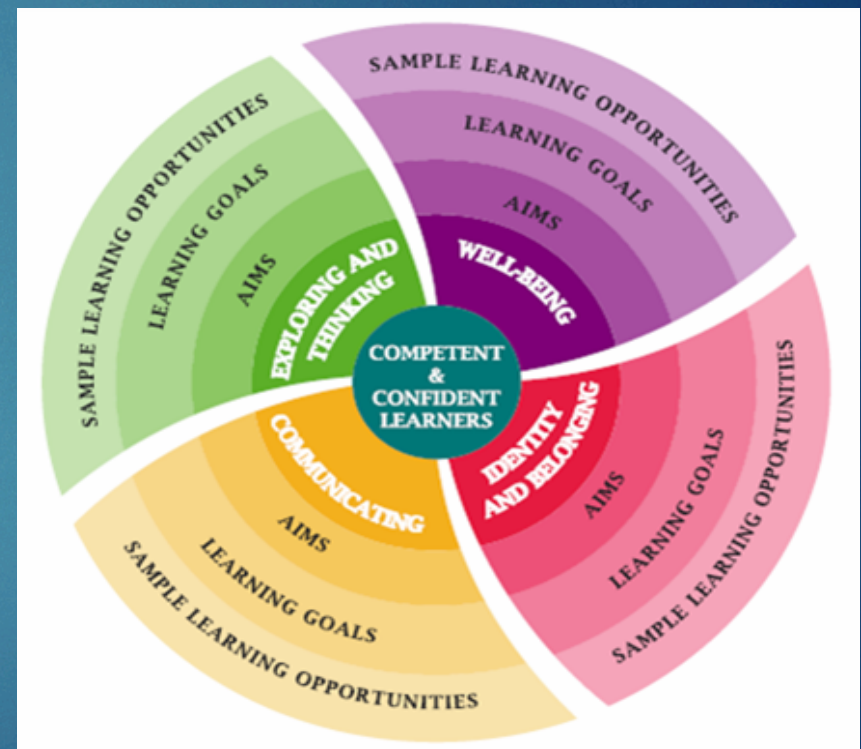 COMPETENT
&
CONFIDENT
LEARNERS
WELL-BEING
AIMS
LEARNING GOALS
SAMPLE LEARNING OPPORTUNITIES
IDENTITY
AND BELONGING
AIMS
LEARNING GOALS
SAMPLE LEARNING OPPORTUNITIES
COMMUNICATING
AIMS
LEARNING GOALS
SAMPLE LEARNING OPPORTUNITIES
EXPLORING AND
THINKING
AIMS
LEARNING GOALS
SAMPLE LEARNING OPPORTUNITIES